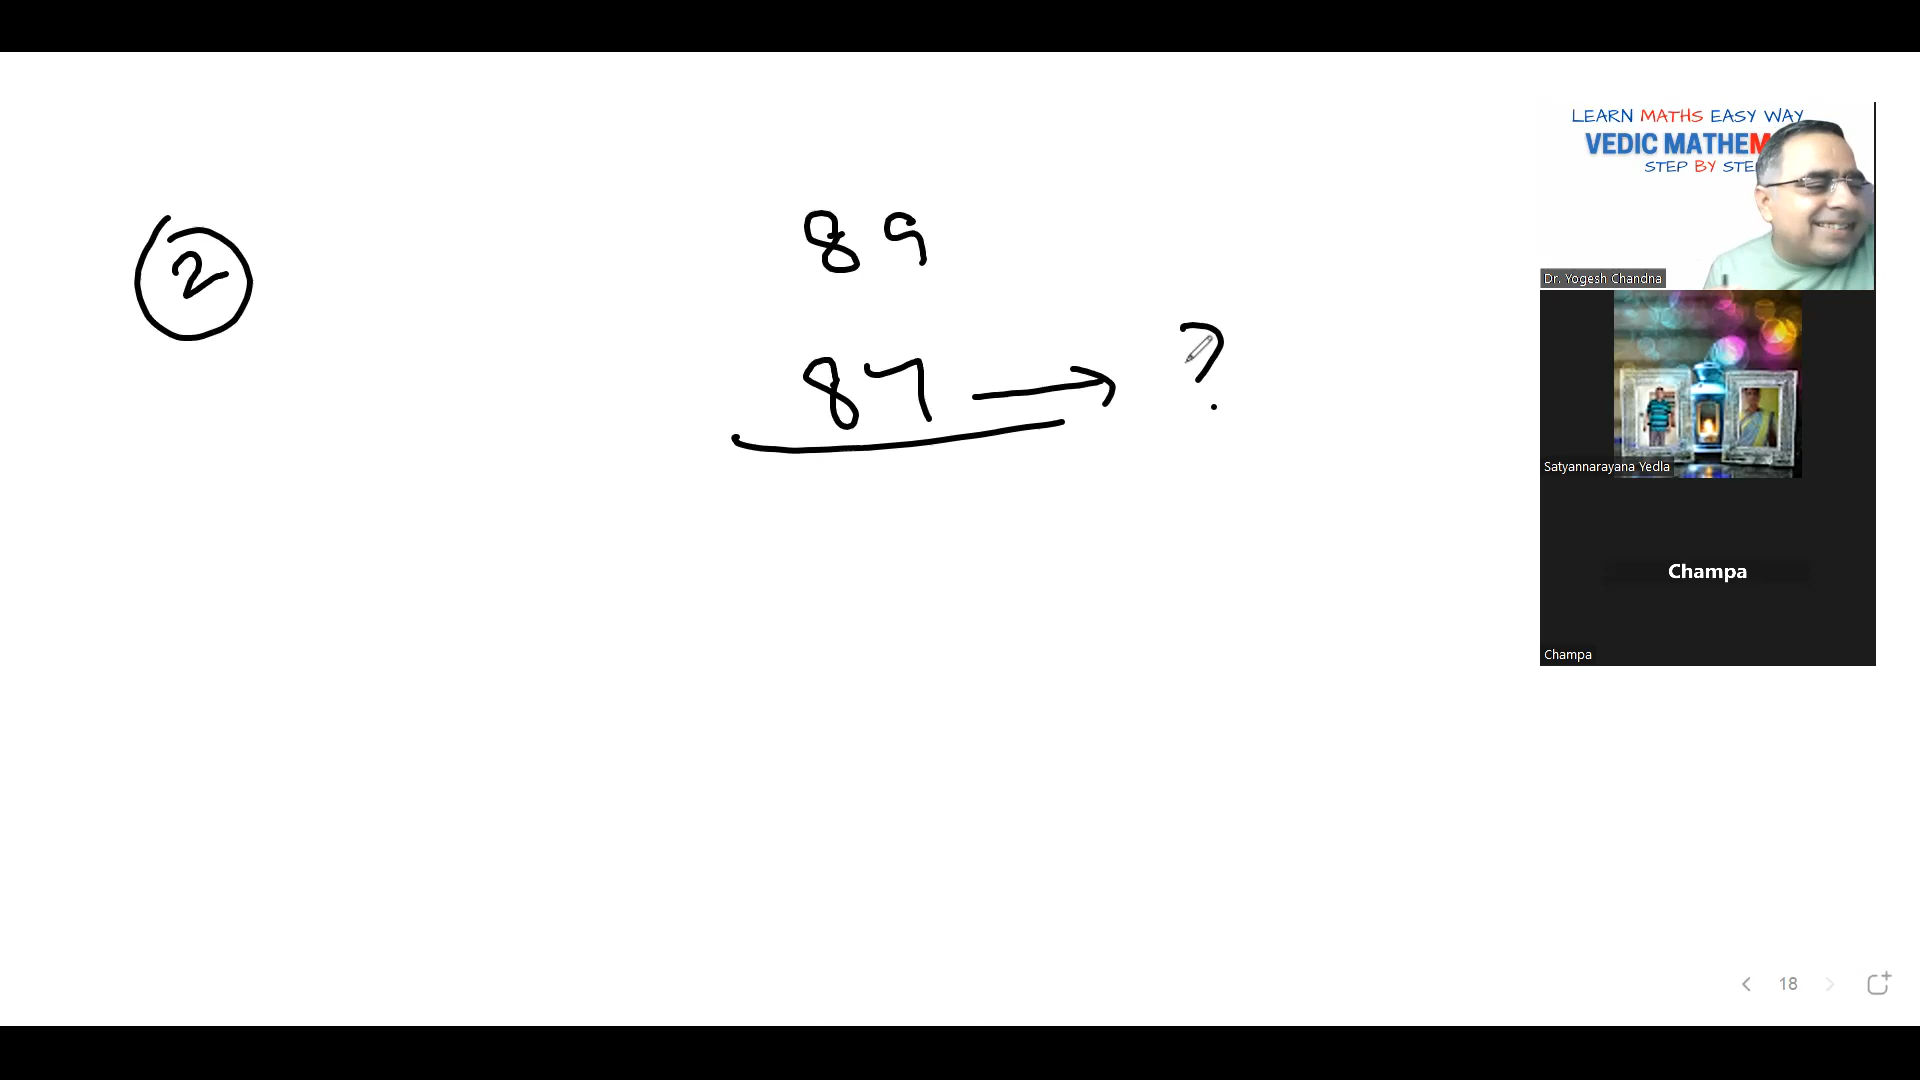 LEARN MATHS EASY WAY
VEDIC MATHEM
STEP BY STE
2
89
87 → ?
Dr. Yogesh Chandna
Satyannarayana Yedla
Champa
Champa
18